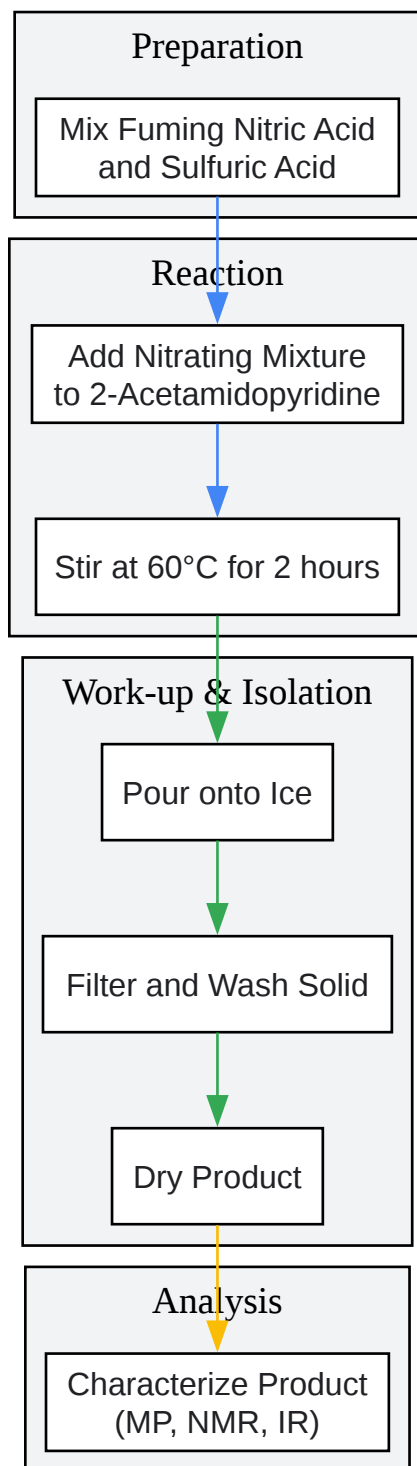 Preparation
Mix Fuming Nitric Acid
and Sulfuric Acid
Reaction
Add Nitrating Mixture
to 2-Acetamidopyridine
Stir at 60°C for 2 hours
Work-up & Isolation
Pour onto Ice
Filter and Wash Solid
Dry Product
Analysis
Characterize Product
(MP, NMR, IR)